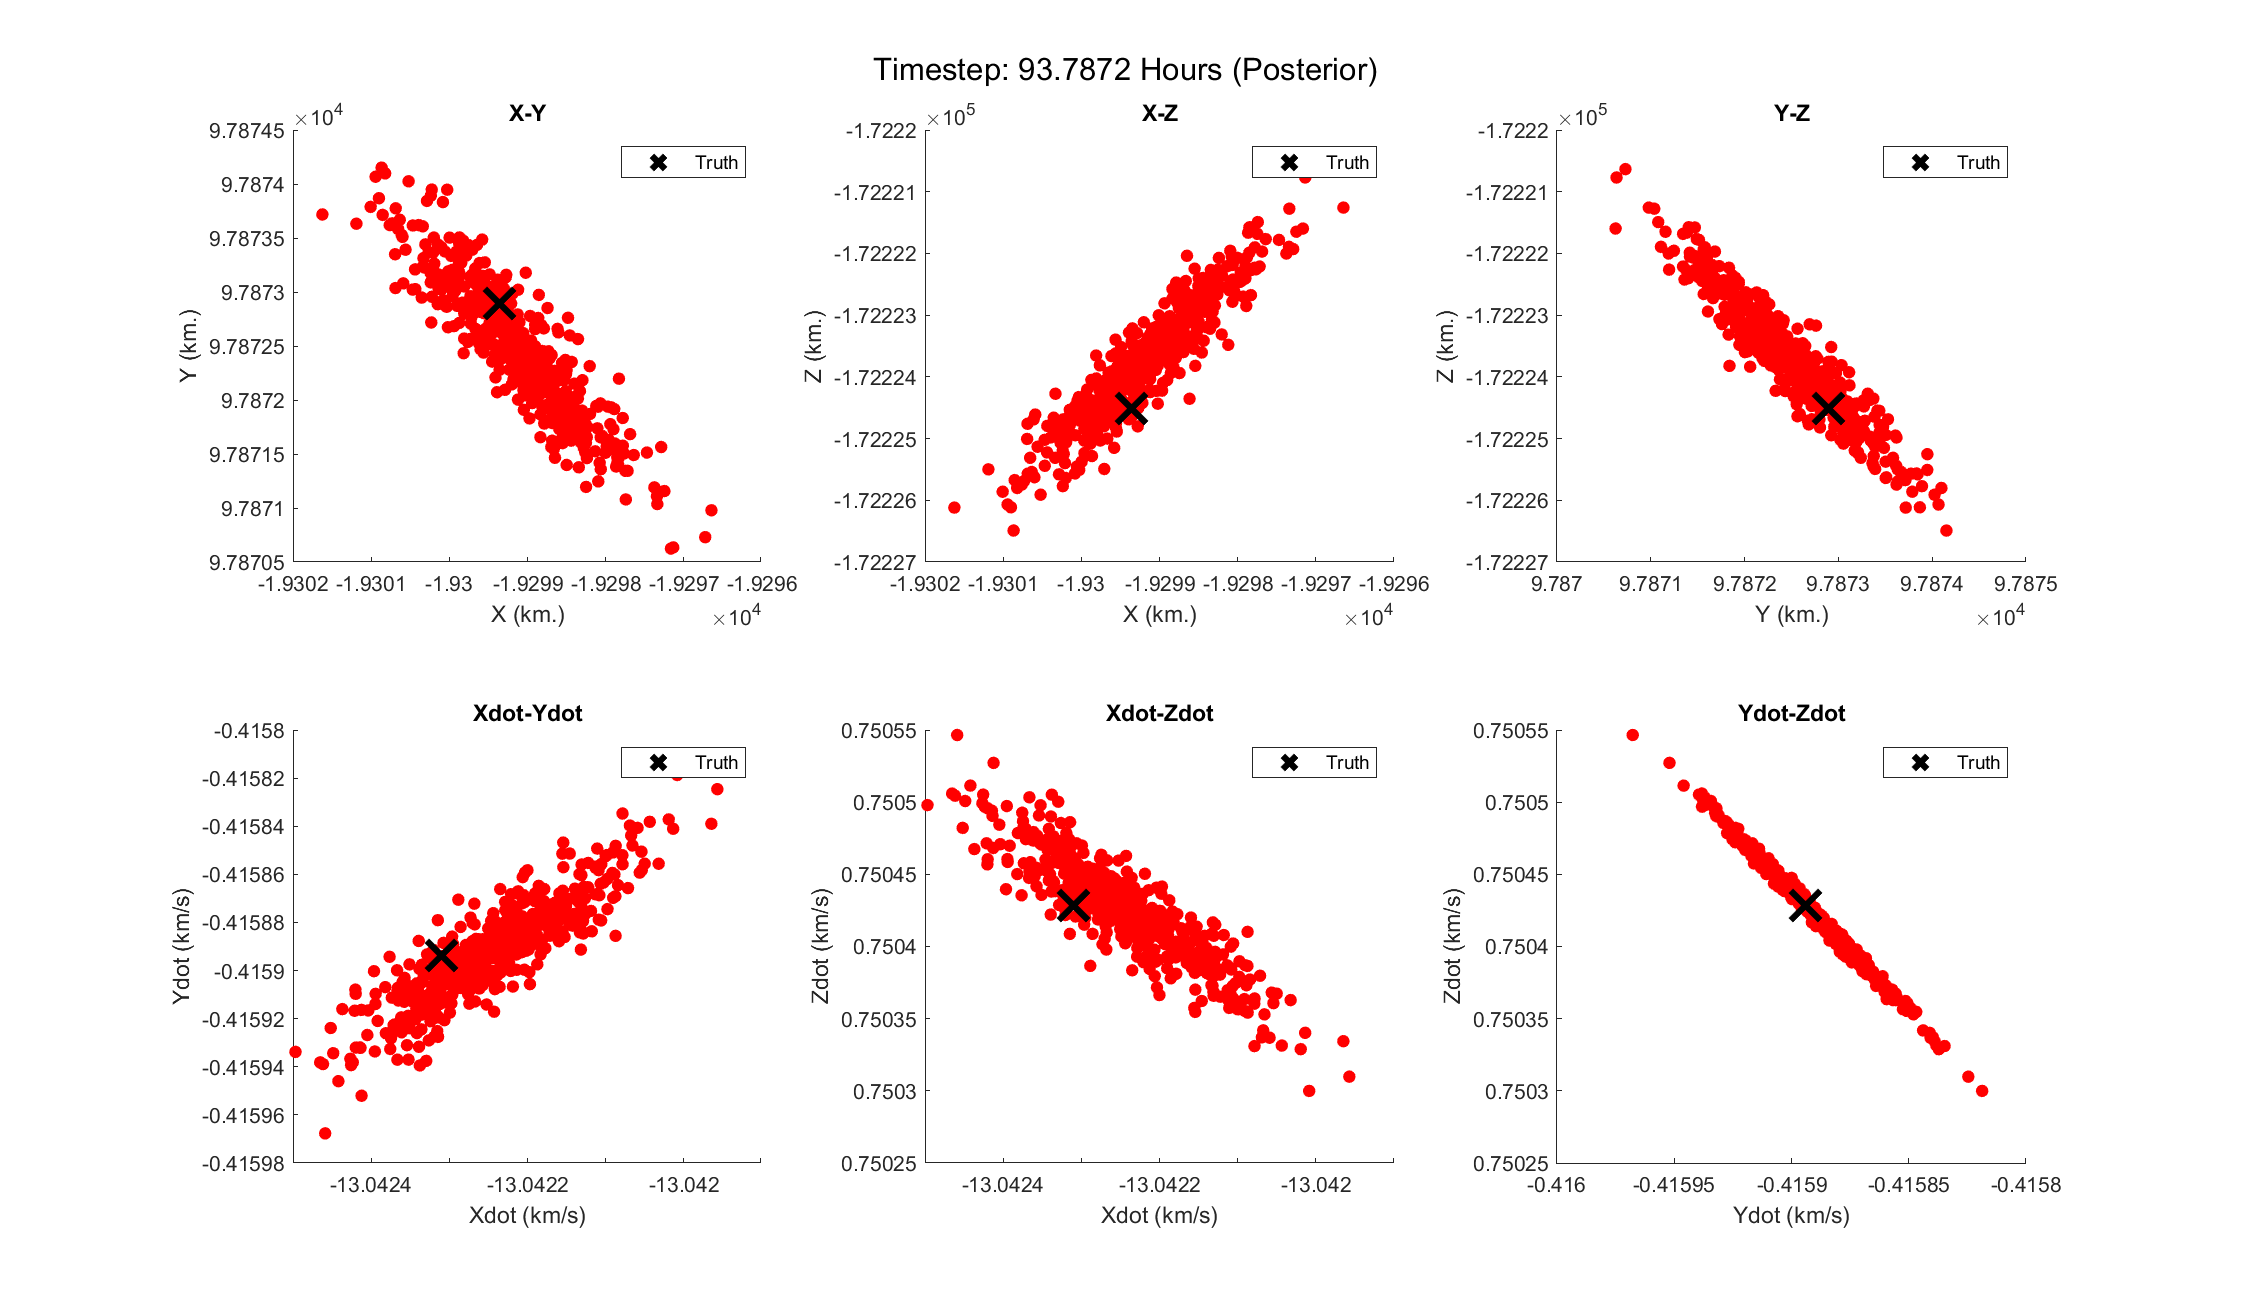 Timestep: 93.7872 Hours (Posterior)
X-Y
×10^4
9.78745
9.7874
9.78735
9.7873
9.78725
9.7872
9.78715
9.7871
9.78705
Y (km.)
Truth
-1.9302 -1.9301 -1.93 -1.9299 -1.9298 -1.9297 -1.9296
X (km.)
×10^4
X-Z
×10^5
-1.7222
-1.72221
-1.72222
-1.72223
-1.72224
-1.72225
-1.72226
-1.72227
Z (km.)
Truth
-1.9302 -1.9301 -1.93 -1.9299 -1.9298 -1.9297 -1.9296
X (km.)
×10^4
Y-Z
×10^5
-1.7222
-1.72221
-1.72222
-1.72223
-1.72224
-1.72225
-1.72226
-1.72227
Z (km.)
Truth
9.787 9.7871 9.7872 9.7873 9.7874 9.7875
Y (km.)
×10^4
Xdot-Ydot
-0.4158
-0.41582
-0.41584
-0.41586
-0.41588
-0.4159
-0.41592
-0.41594
-0.41596
-0.41598
Ydot (km/s)
Truth
-13.0424 -13.0422 -13.042
Xdot (km/s)
Xdot-Zdot
0.75055
0.7505
0.75045
0.7504
0.75035
0.7503
0.75025
Zdot (km/s)
Truth
-13.0424 -13.0422 -13.042
Xdot (km/s)
Ydot-Zdot
0.75055
0.7505
0.75045
0.7504
0.75035
0.7503
0.75025
Zdot (km/s)
Truth
-0.416 -0.41595 -0.4159 -0.41585 -0.4158
Ydot (km/s)